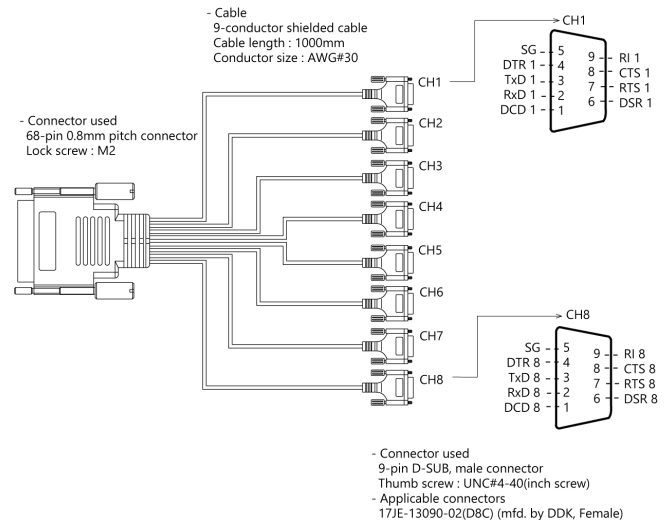 - Cable
9-conductor shielded cable
Cable length : 1000mm
Conductor size : AWG#30
- Connector used
68-pin 0.8mm pitch connector
Lock screw : M2
CH1
CH2
CH3
CH4
CH5
CH6
CH7
CH8
CH1
SG - 5
DTR 1 - 4
TxD 1 - 3
RxD 1 - 2
DCD 1 - 1
9 - RI 1
8 - CTS 1
7 - RTS 1
6 - DSR 1
CH8
SG - 5
DTR 8 - 4
TxD 8 - 3
RxD 8 - 2
DCD 8 - 1
9 - RI 8
8 - CTS 8
7 - RTS 8
6 - DSR 8
- Connector used
9-pin D-SUB, male connector
Thumb screw : UNC#4-40(inch screw)
- Applicable connectors
17JE-13090-02(D8C) (mfd. by DDK, Female)